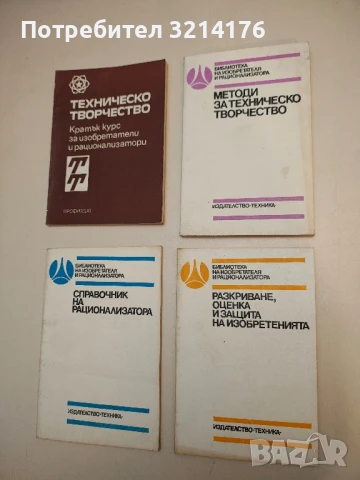 Потребител 3214176
ТЕХНИЧЕСКО
ТВОРЧЕСТВО
Кратък курс
за изобретатели
и рационализатори
ТТ
ПРОФИЗДАТ
БИБЛИОТЕКА
НА ИЗОБРЕТАТЕЛЯ
И РАЦИОНАЛИЗАТОРА
МЕТОДИ
ЗА ТЕХНИЧЕСКО
ТВОРЧЕСТВО
ИЗДАТЕЛСТВО•ТЕХНИКА•
БИБЛИОТЕКА
НА ИЗОБРЕТАТЕЛЯ
И РАЦИОНАЛИЗАТОРА
СПРАВОЧНИК
НА
РАЦИОНАЛИЗАТОРА
ИЗДАТЕЛСТВО•ТЕХНИКА•
БИБЛИОТЕКА
НА ИЗОБРЕТАТЕЛЯ
И РАЦИОНАЛИЗАТОРА
РАЗКРИВАНЕ,
ОЦЕНКА
И ЗАЩИТА
НА ИЗОБРЕТЕНИЯТА
ИЗДАТЕЛСТВО•ТЕХНИКА•
BAZAR